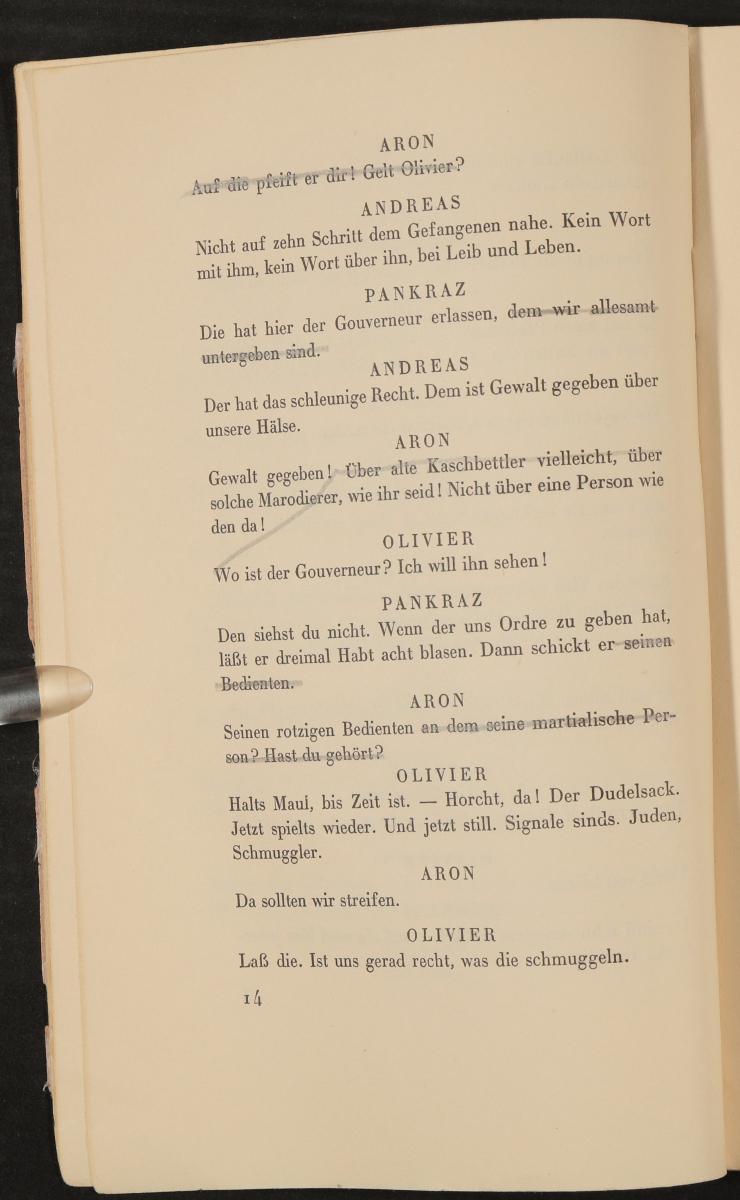 ARON
Auf die pfeift er dir! Gelt Olivier?
ANDREAS
Nicht auf zehn Schritt dem Gefangenen nahe. Kein Wort
mit ihm, kein Wort über ihn, bei Leib und Leben.
PANKRAZ
Die hat hier der Gouverneur erlassen, dem wir allesamt
untergeben sind.
ANDREAS
Der hat das schleunige Recht. Dem ist Gewalt gegeben über
unsere Hälse.
ARON
Gewalt gegeben! Über alte Kaschbettler vielleicht, über
solche Marodierer, wie ihr seid! Nicht über eine Person wie
den da!
OLIVIER
Wo ist der Gouverneur? Ich will ihn sehen!
PANKRAZ
Den siehst du nicht. Wenn der uns Ordre zu geben hat,
läßt er dreimal Habt acht blasen. Dann schickt er seinen
Bedienten.
ARON
Seinen rotzigen Bedienten an dem seine martialische Per-
son? Hast du gehört?
OLIVIER
Halts Maul, bis Zeit ist. — Horcht, da! Der Dudelsack.
Jetzt spielts wieder. Und jetzt still. Signale sinds. Juden,
Schmuggler.
ARON
Da sollten wir streifen.
OLIVIER
Laß die. Ist uns gerad recht, was die schmuggeln.
14